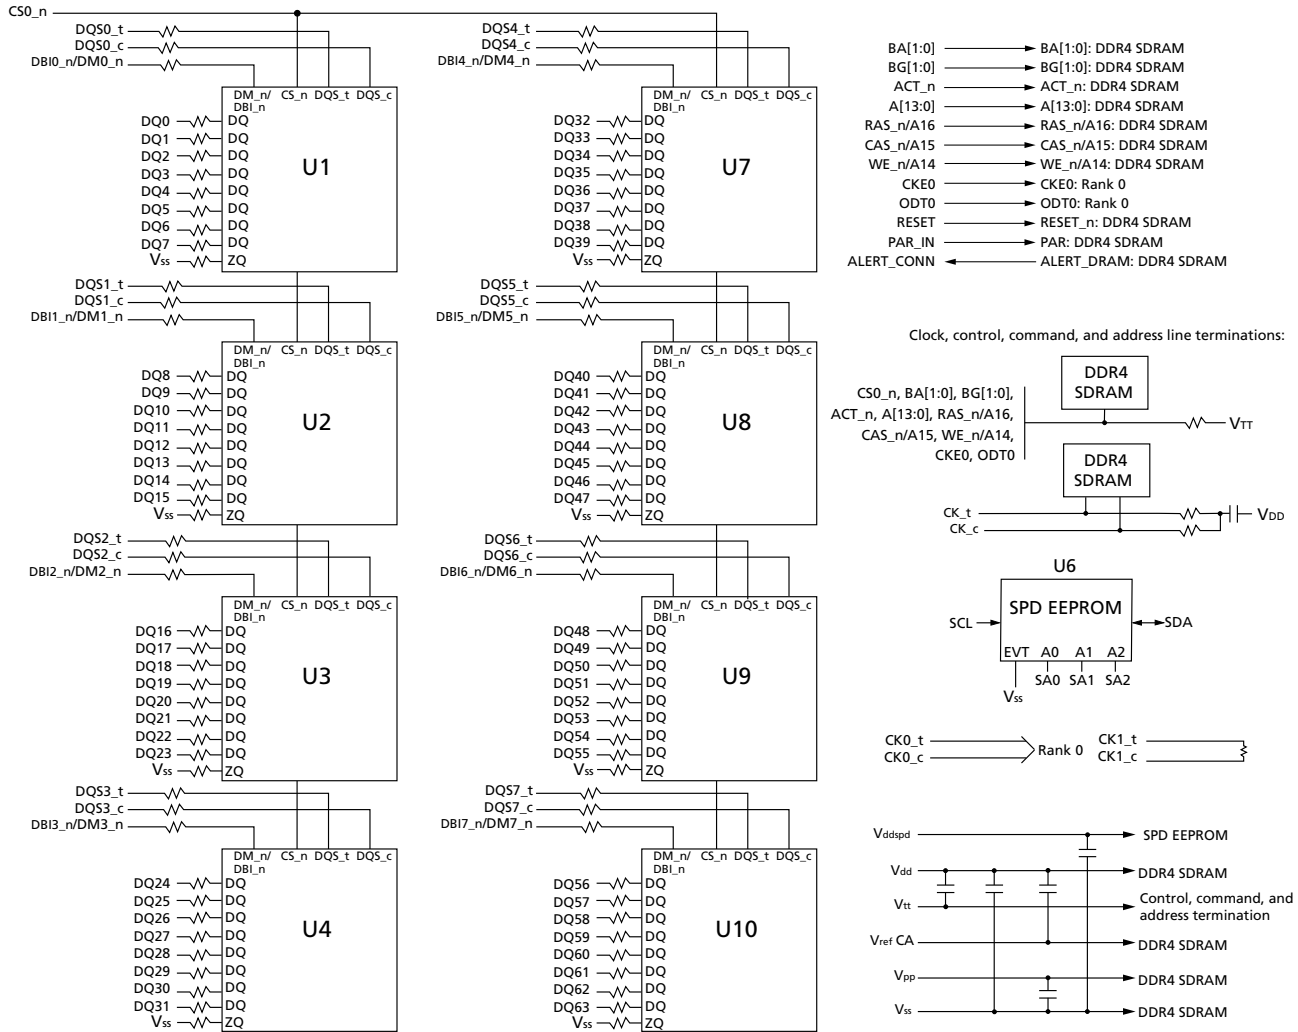 CS0_n
DQS0_t
DQS0_c
DBI0_n/DM0_n
DM_n/ CS_n DQS_t DQS_c
DBI_n
DQ0 DQ
DQ1 DQ
DQ2 DQ
DQ3 DQ
DQ4 DQ
DQ5 DQ
DQ6 DQ
DQ7 DQ
Vss ZQ
U1
DQS1_t
DQS1_c
DBI1_n/DM1_n
DM_n/ CS_n DQS_t DQS_c
DBI_n
DQ8 DQ
DQ9 DQ
DQ10 DQ
DQ11 DQ
DQ12 DQ
DQ13 DQ
DQ14 DQ
DQ15 DQ
Vss ZQ
U2
DQS2_t
DQS2_c
DBI2_n/DM2_n
DM_n/ CS_n DQS_t DQS_c
DBI_n
DQ16 DQ
DQ17 DQ
DQ18 DQ
DQ19 DQ
DQ20 DQ
DQ21 DQ
DQ22 DQ
DQ23 DQ
Vss ZQ
U3
DQS3_t
DQS3_c
DBI3_n/DM3_n
DM_n/ CS_n DQS_t DQS_c
DBI_n
DQ24 DQ
DQ25 DQ
DQ26 DQ
DQ27 DQ
DQ28 DQ
DQ29 DQ
DQ30 DQ
DQ31 DQ
Vss ZQ
U4
DQS4_t
DQS4_c
DBI4_n/DM4_n
DM_n/ CS_n DQS_t DQS_c
DBI_n
DQ32 DQ
DQ33 DQ
DQ34 DQ
DQ35 DQ
DQ36 DQ
DQ37 DQ
DQ38 DQ
DQ39 DQ
Vss ZQ
U7
DQS5_t
DQS5_c
DBI5_n/DM5_n
DM_n/ CS_n DQS_t DQS_c
DBI_n
DQ40 DQ
DQ41 DQ
DQ42 DQ
DQ43 DQ
DQ44 DQ
DQ45 DQ
DQ46 DQ
DQ47 DQ
Vss ZQ
U8
DQS6_t
DQS6_c
DBI6_n/DM6_n
DM_n/ CS_n DQS_t DQS_c
DBI_n
DQ48 DQ
DQ49 DQ
DQ50 DQ
DQ51 DQ
DQ52 DQ
DQ53 DQ
DQ54 DQ
DQ55 DQ
Vss ZQ
U9
DQS7_t
DQS7_c
DBI7_n/DM7_n
DM_n/ CS_n DQS_t DQS_c
DBI_n
DQ56 DQ
DQ57 DQ
DQ58 DQ
DQ59 DQ
DQ60 DQ
DQ61 DQ
DQ62 DQ
DQ63 DQ
Vss ZQ
U10
BA[1:0] BA[1:0]: DDR4 SDRAM
BG[1:0] BG[1:0]: DDR4 SDRAM
ACT_n ACT_n: DDR4 SDRAM
A[13:0] A[13:0]: DDR4 SDRAM
RAS_n/A16 RAS_n/A16: DDR4 SDRAM
CAS_n/A15 CAS_n/A15: DDR4 SDRAM
WE_n/A14 WE_n/A14: DDR4 SDRAM
CKE0 CKE0: Rank 0
ODT0 ODT0: Rank 0
RESET RESET_n: DDR4 SDRAM
PAR_IN PAR: DDR4 SDRAM
ALERT_CONN ALERT_DRAM: DDR4 SDRAM
Clock, control, command, and address line terminations:
DDR4
SDRAM
CS0_n, BA[1:0], BG[1:0],
ACT_n, A[13:0], RAS_n/A16,
CAS_n/A15, WE_n/A14,
CKE0, ODT0
VTT
DDR4
SDRAM
CK_t
CK_c
VDD
U6
SPD EEPROM
SCL SDA
EVT A0 A1 A2
SA0 SA1 SA2
Vss
CK0_t
CK0_c
Rank 0
CK1_t
CK1_c
Vddspd SPD EEPROM
Vdd DDR4 SDRAM
Vtt Control, command, and
address termination
Vref CA DDR4 SDRAM
Vpp DDR4 SDRAM
Vss DDR4 SDRAM